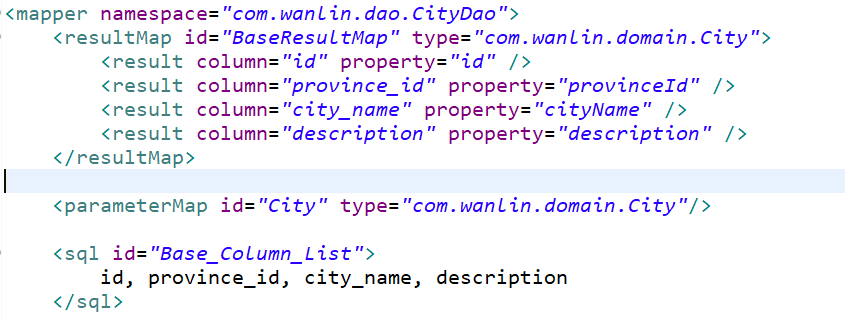 <mapper namespace="com.wanlin.dao.CityDao">
    <resultMap id="BaseResultMap" type="com.wanlin.domain.City">
        <result column="id" property="id" />
        <result column="province_id" property="provinceId" />
        <result column="city_name" property="cityName" />
        <result column="description" property="description" />
    </resultMap>
    <parameterMap id="City" type="com.wanlin.domain.City"/>
    <sql id="Base_Column_List">
        id, province_id, city_name, description
    </sql>